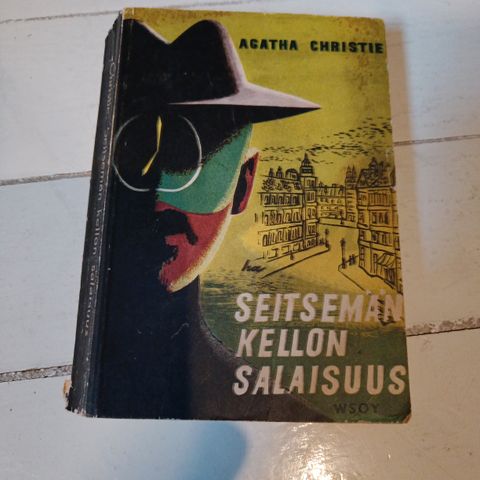 AGATHA CHRISTIE
SEITSEMÄN
KELLON
SALAISUUS
WSOY